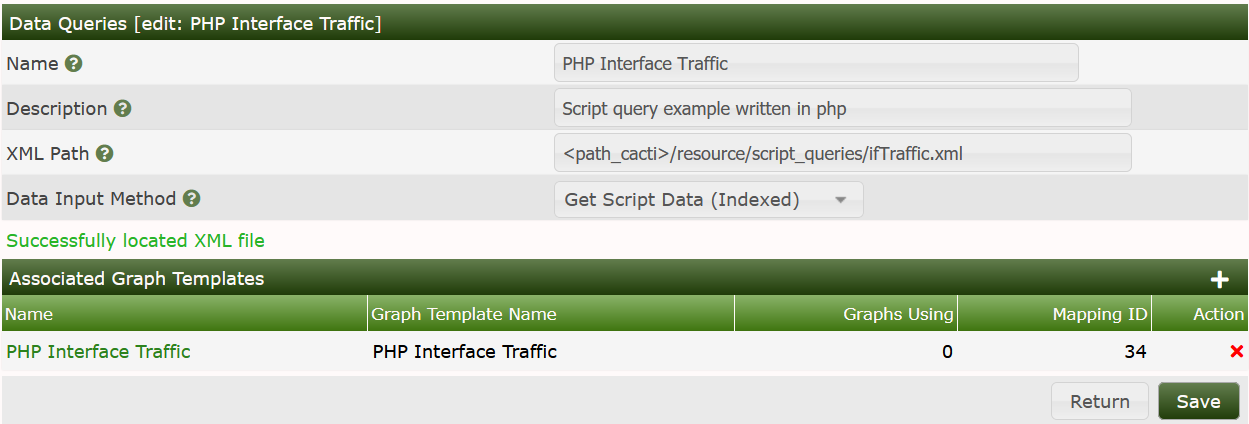 Data Queries [edit: PHP Interface Traffic]
Name PHP Interface Traffic
Description Script query example written in php
XML Path <path_cacti>/resource/script_queries/ifTraffic.xml
Data Input Method Get Script Data (Indexed)
Successfully located XML file
Associated Graph Templates
Name Graph Template Name Graphs Using Mapping ID Action
PHP Interface Traffic PHP Interface Traffic 0 34
Return Save